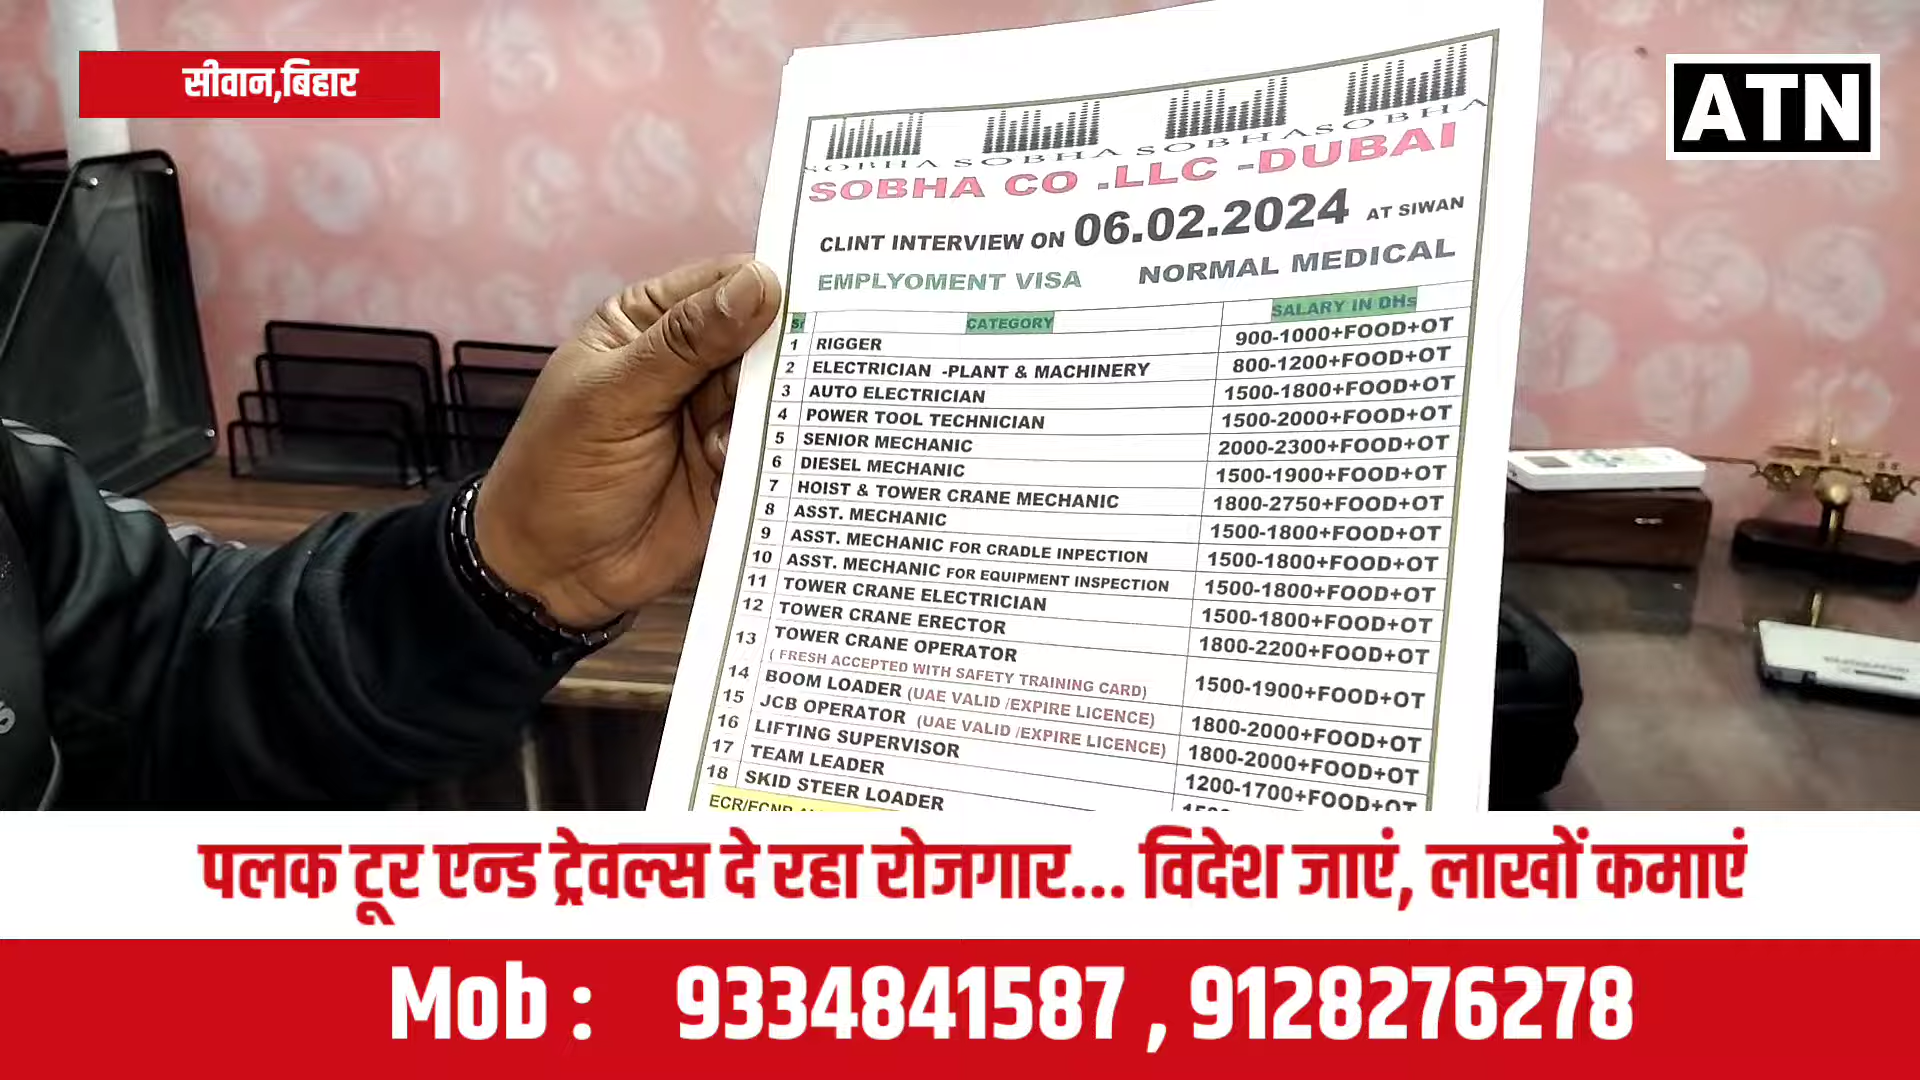 सीवान,बिहार
ATN
SOBHA SOBHA SOBHA SOBHA
SOBHA CO .LLC -DUBAI
CLINT INTERVIEW ON 06.02.2024 AT SIWAN
EMPLYOMENT VISA NORMAL MEDICAL
Sr CATEGORY SALARY IN DHs
1 RIGGER 900-1000+FOOD+OT
2 ELECTRICIAN -PLANT & MACHINERY 800-1200+FOOD+OT
3 AUTO ELECTRICIAN 1500-1800+FOOD+OT
4 POWER TOOL TECHNICIAN 1500-2000+FOOD+OT
5 SENIOR MECHANIC 2000-2300+FOOD+OT
6 DIESEL MECHANIC 1500-1900+FOOD+OT
7 HOIST & TOWER CRANE MECHANIC 1800-2750+FOOD+OT
8 ASST. MECHANIC 1500-1800+FOOD+OT
9 ASST. MECHANIC FOR CRADLE INPECTION 1500-1800+FOOD+OT
10 ASST. MECHANIC FOR EQUIPMENT INSPECTION 1500-1800+FOOD+OT
11 TOWER CRANE ELECTRICIAN 1500-1800+FOOD+OT
12 TOWER CRANE ERECTOR 1800-2200+FOOD+OT
13 TOWER CRANE OPERATOR 1500-1900+FOOD+OT
( FRESH ACCEPTED WITH SAFETY TRAINING CARD)
14 BOOM LOADER (UAE VALID /EXPIRE LICENCE) 1800-2000+FOOD+OT
15 JCB OPERATOR (UAE VALID /EXPIRE LICENCE) 1800-2000+FOOD+OT
16 LIFTING SUPERVISOR 1200-1700+FOOD+OT
17 TEAM LEADER
18 SKID STEER LOADER
पलक टूर एन्ड ट्रेवल्स दे रहा रोजगार... विदेश जाएं, लाखों कमाएं
Mob : 9334841587 , 9128276278